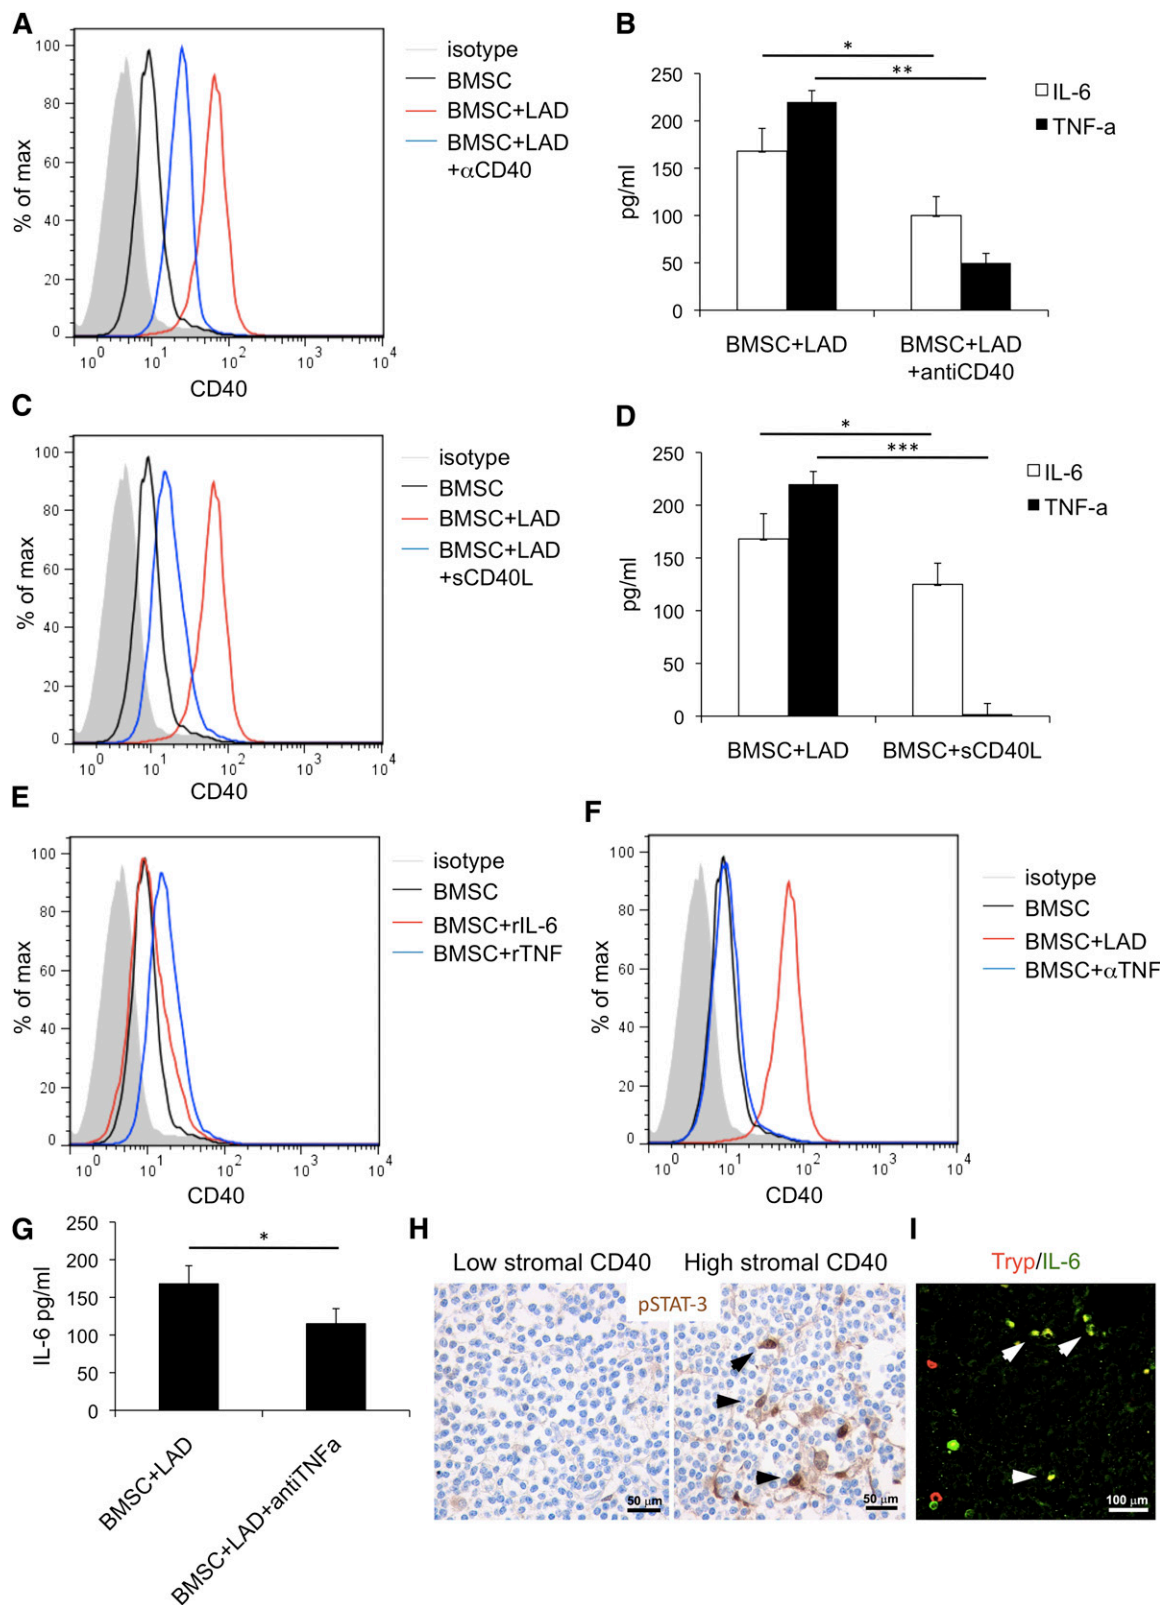 A
100
80
60
40
20
0
% of max
10^0 10^1 10^2 10^3 10^4
CD40
isotype
BMSC
BMSC+LAD
BMSC+LAD
+αCD40
B
*
**
250
200
150
100
50
0
pg/ml
IL-6
TNF-a
BMSC+LAD
BMSC+LAD
+antiCD40
C
100
80
60
40
20
0
% of max
10^0 10^1 10^2 10^3 10^4
CD40
isotype
BMSC
BMSC+LAD
BMSC+LAD
+sCD40L
D
*
***
250
200
150
100
50
0
pg/ml
IL-6
TNF-a
BMSC+LAD
BMSC+sCD40L
E
100
80
60
40
20
0
% of max
10^0 10^1 10^2 10^3 10^4
CD40
isotype
BMSC
BMSC+rIL-6
BMSC+rTNF
F
100
80
60
40
20
0
% of max
10^0 10^1 10^2 10^3 10^4
CD40
isotype
BMSC
BMSC+LAD
BMSC+αTNF
G
*
250
200
150
100
50
0
IL-6 pg/ml
BMSC+LAD
BMSC+LAD+antiTNFa
H
Low stromal CD40
High stromal CD40
pSTAT-3
50 µm
50 µm
I
Tryp/IL-6
100 µm